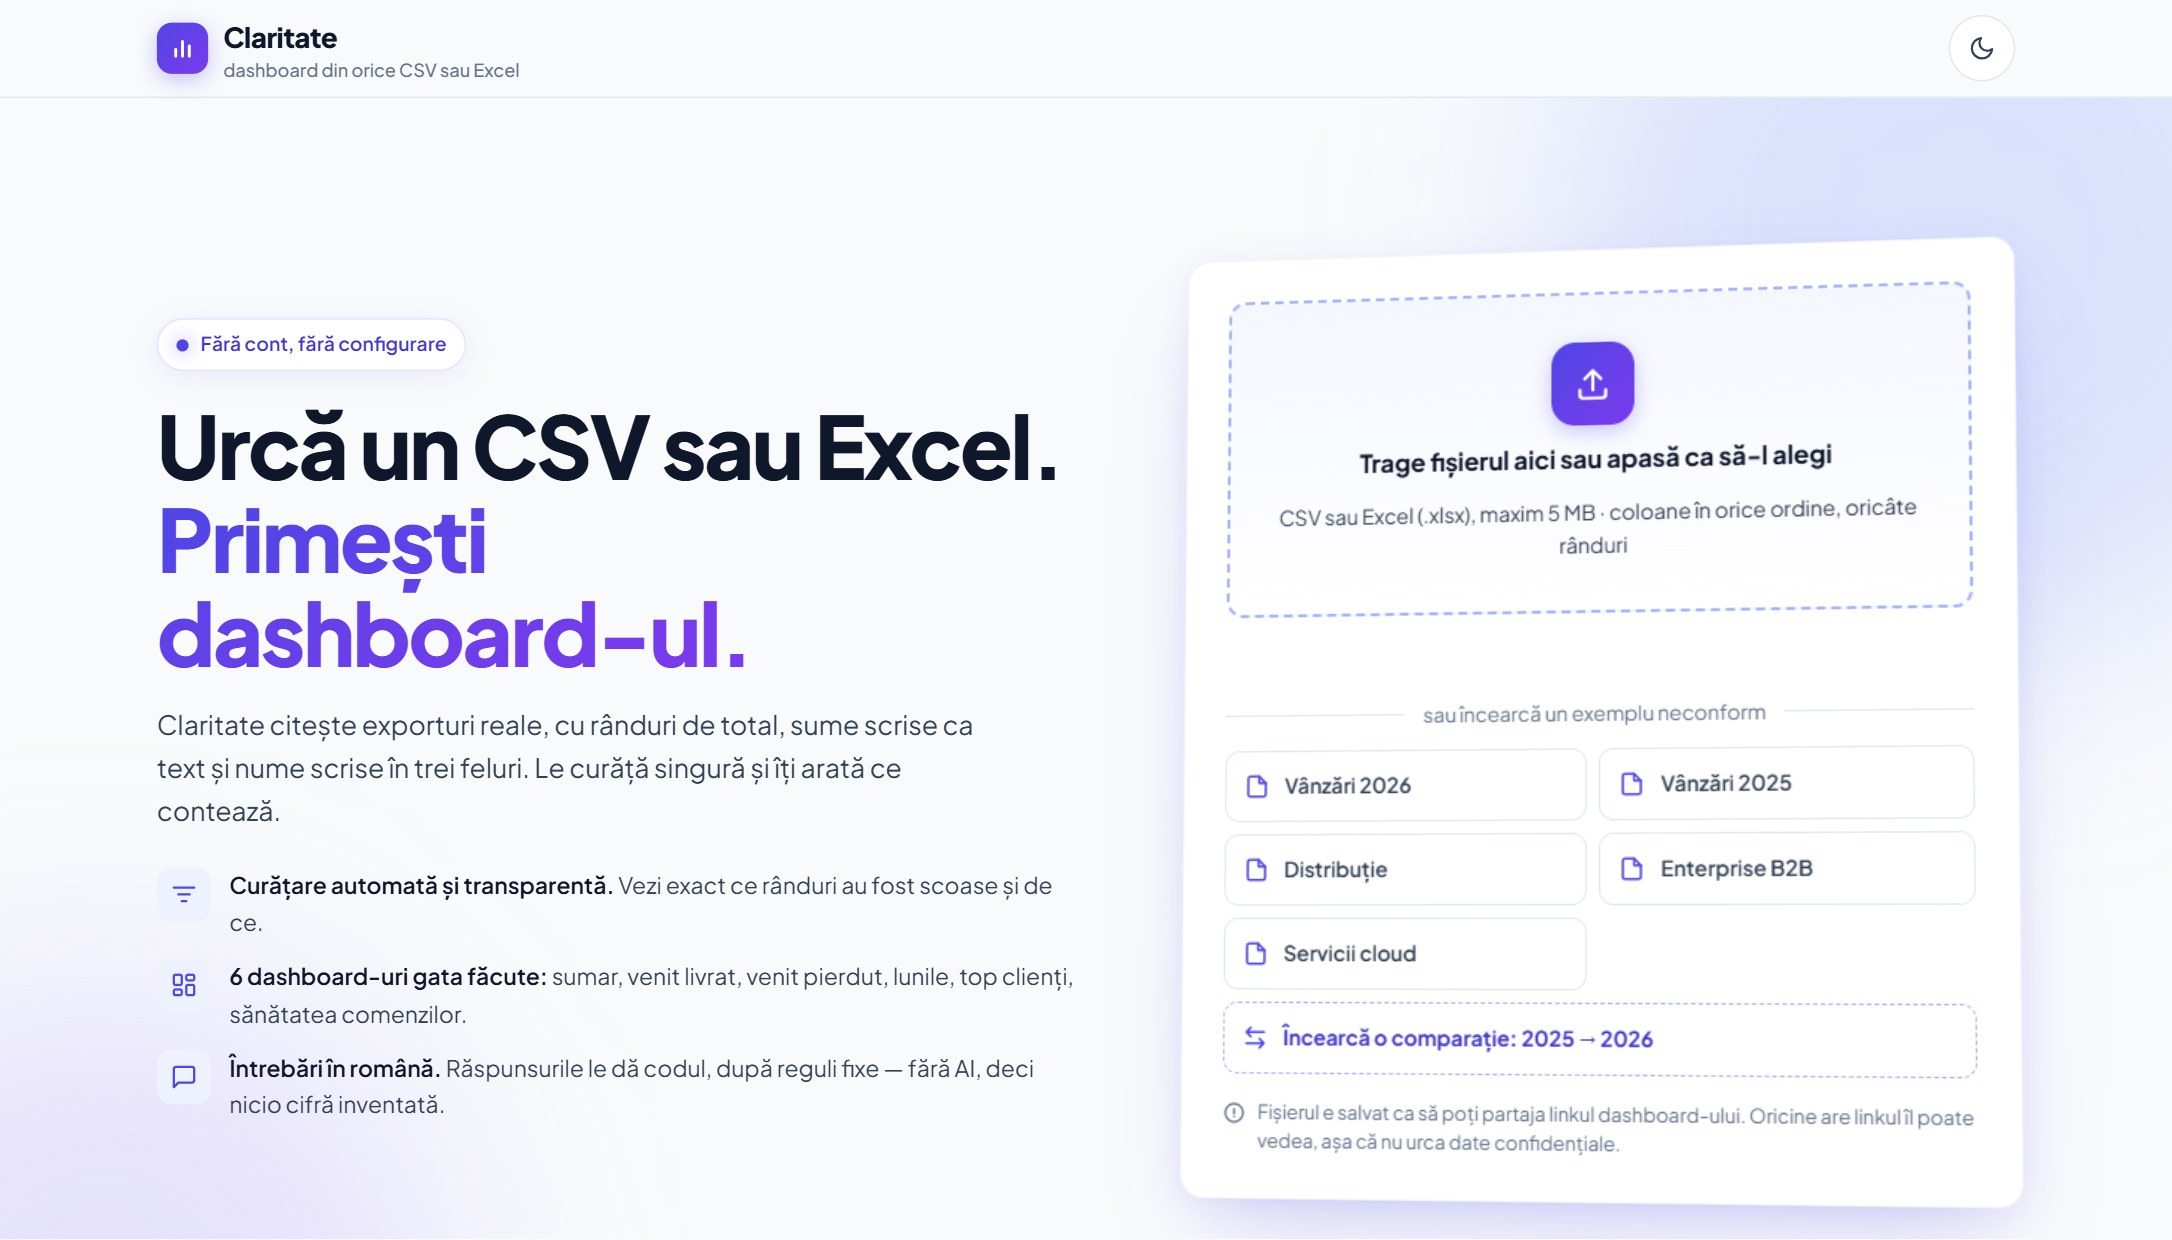 Claritate
dashboard din orice CSV sau Excel
Fără cont, fără configurare
Urcă un CSV sau Excel.
Primești
dashboard-ul.
Claritate citește exporturi reale, cu rânduri de total, sume scrise ca
text și nume scrise în trei feluri. Le curăță singură și îți arată ce
contează.
Curățare automată și transparentă. Vezi exact ce rânduri au fost scoase și de
ce.
6 dashboard-uri gata făcute: sumar, venit livrat, venit pierdut, lunile, top clienți,
sănătatea comenzilor.
Întrebări în română. Răspunsurile le dă codul, după reguli fixe — fără AI, deci
nicio cifră inventată.
Trage fișierul aici sau apasă ca să-l alegi
CSV sau Excel (.xlsx), maxim 5 MB · coloane în orice ordine, oricâte
rânduri
sau încearcă un exemplu neconform
Vânzări 2026
Vânzări 2025
Distribuție
Enterprise B2B
Servicii cloud
Încearcă o comparație: 2025 → 2026
Fișierul e salvat ca să poți partaja linkul dashboard-ului. Oricine are linkul îl poate
vedea, așa că nu urca date confidențiale.